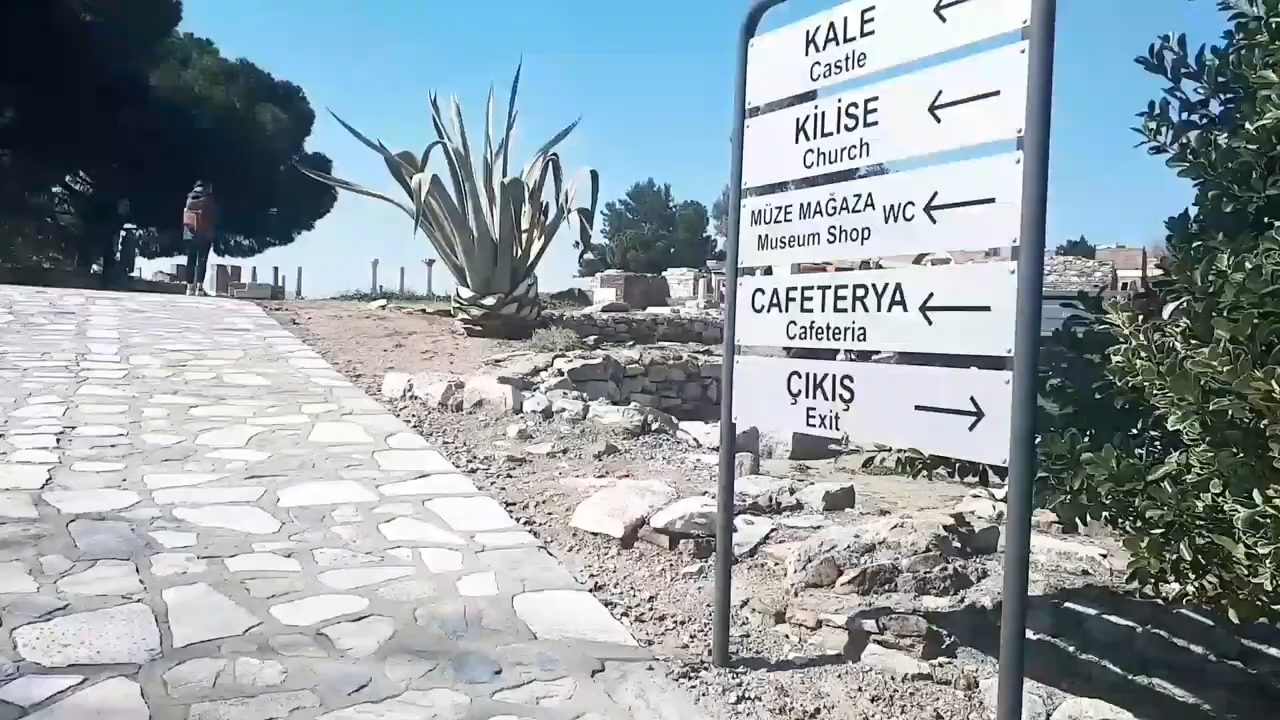 KALE
Castle
KİLİSE
Church
MÜZE MAĞAZA WC
Museum Shop
CAFETERYA
Cafeteria
ÇIKIŞ
Exit